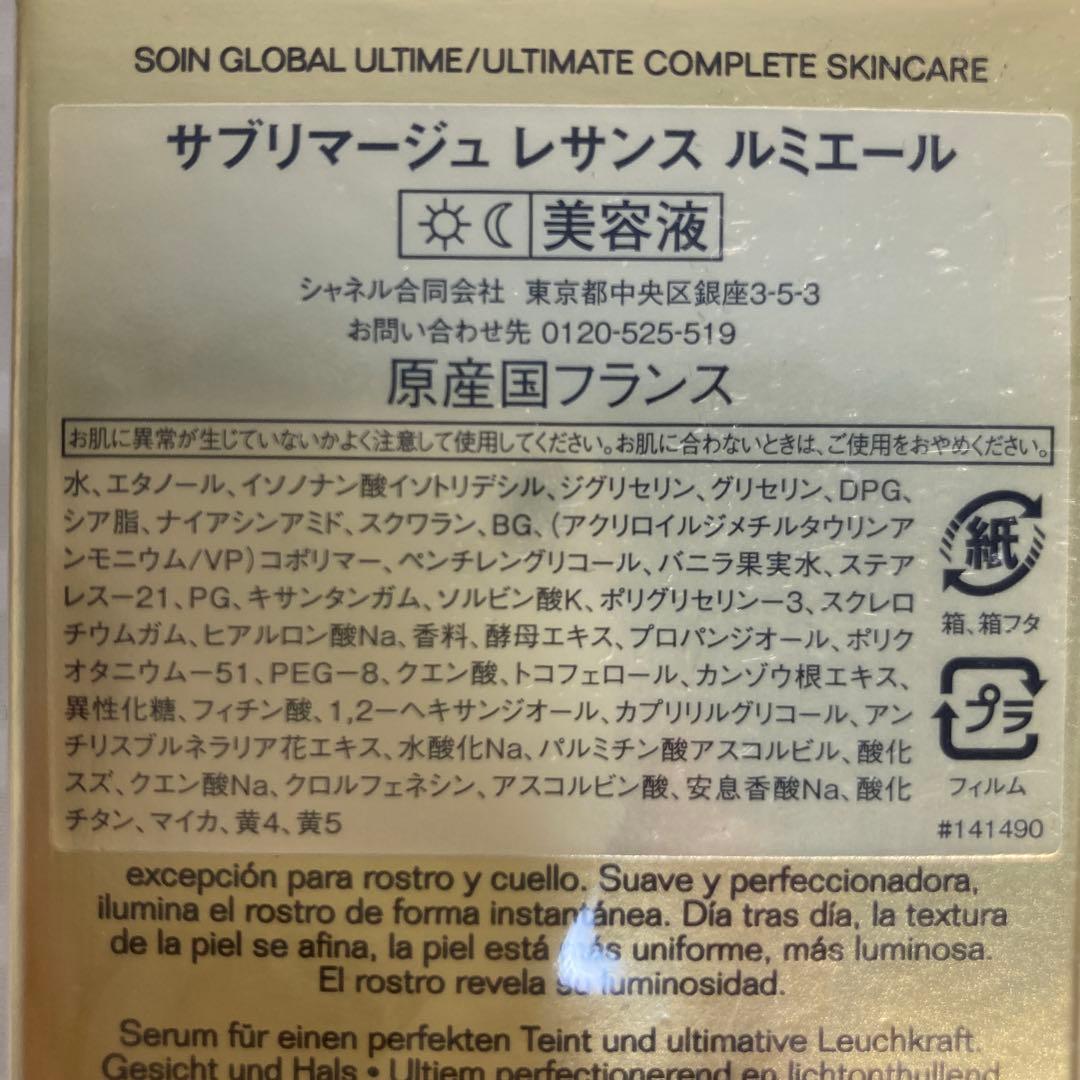 SOIN GLOBAL ULTIME/ULTIMATE COMPLETE SKINCARE
サブリマージュ レサンス ルミエール
美容液
シャネル合同会社 東京都中央区銀座3-5-3
お問い合わせ先 0120-525-519
原産国フランス
お肌に異常が生じていないかよく注意して使用してください。お肌に合わないときは、ご使用をおやめください。
水、エタノール、イソノナン酸イソトリデシル、ジグリセリン、グリセリン、DPG、
シア脂、ナイアシンアミド、スクワラン、BG、(アクリロイルジメチルタウリンア
ンモニウム/VP)コポリマー、ペンチレングリコール、バニラ果実水、ステア
レスー21、PG、キサンタンガム、ソルビン酸K、ポリグリセリンー3、スクレロ
チウムガム、ヒアルロン酸Na、香料、酵母エキス、プロパンジオール、ポリク
オタニウムー51、PEGー8、クエン酸、トコフェロール、カンゾウ根エキス、
異性化糖、フィチン酸、1,2ーヘキサンジオール、カプリリルグリコール、アン
チリスブルネラリア花エキス、水酸化Na、パルミチン酸アスコルビル、酸化
スズ、クエン酸Na、クロルフェネシン、アスコルビン酸、安息香酸Na、酸化
チタン、マイカ、黄4、黄5
紙
箱、箱フタ
プラ
フィルム
#141490
excepción para rostro y cuello. Suave y perfeccionadora,
ilumina el rostro de forma instantánea. Día tras día, la textura
de la piel se afina, la piel está más uniforme, más luminosa.
El rostro revela su luminosidad.
Serum für einen perfekten Teint und ultimative Leuchkraft.
Gesicht und Hals • Ultiem perfectionerend en lichtonthullend